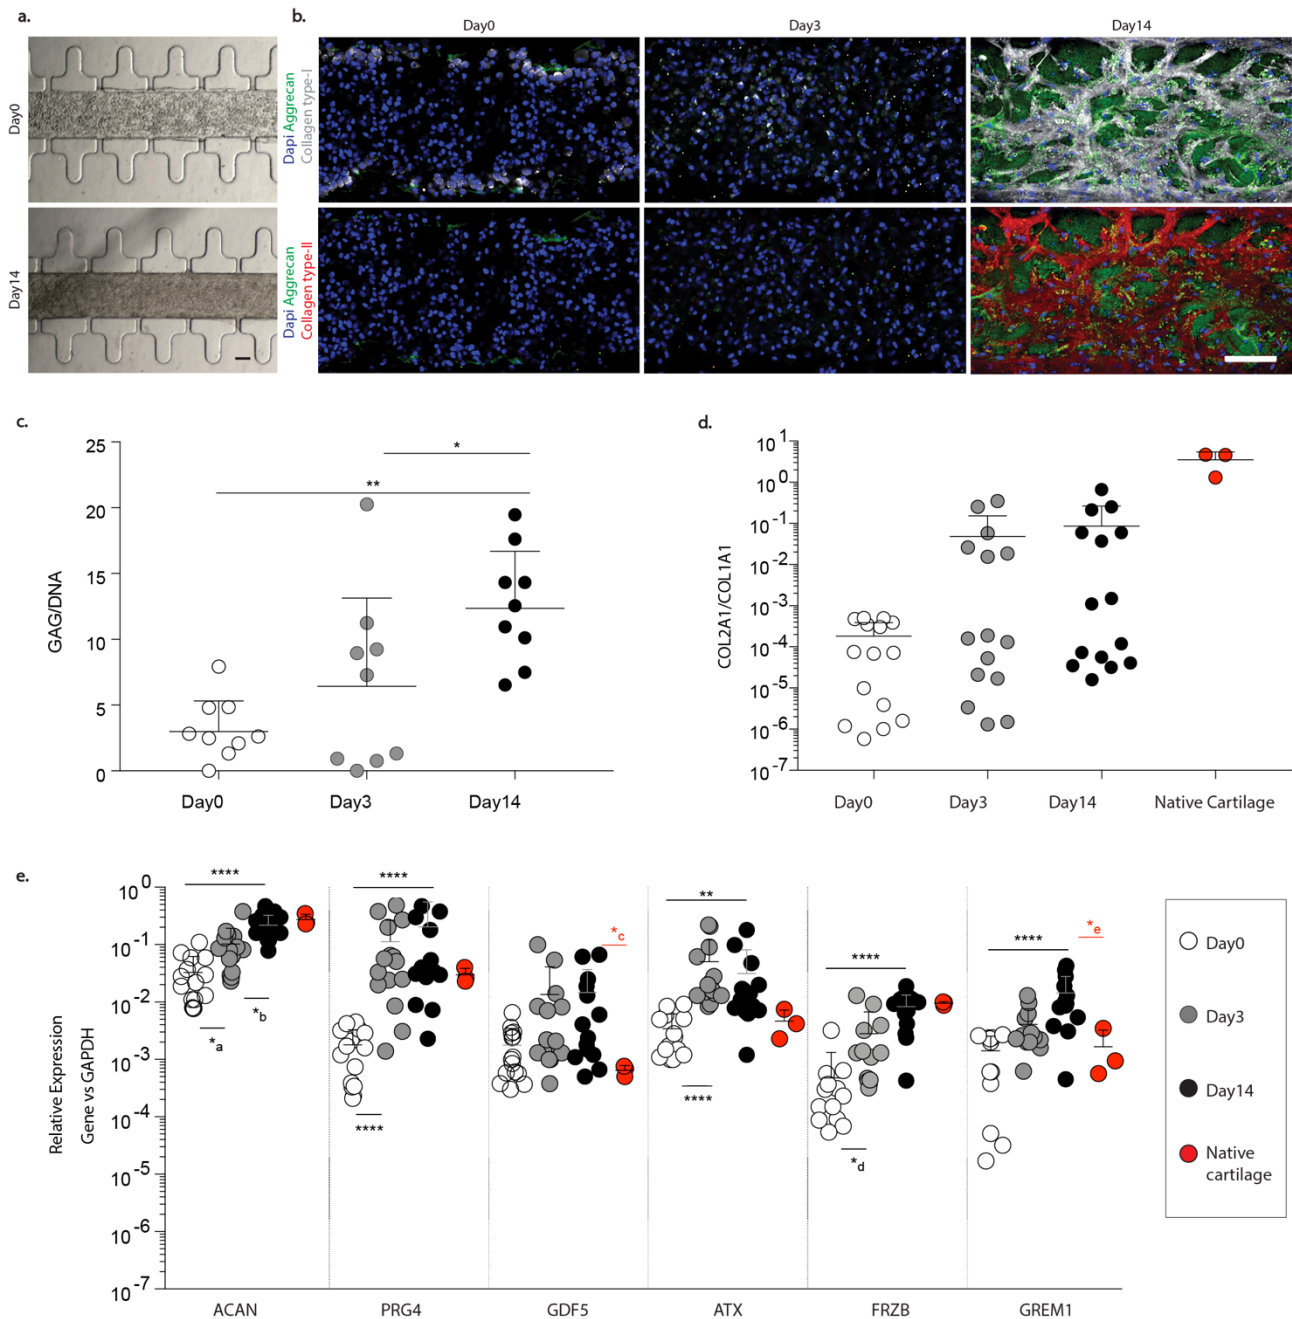 a.
Day0
Day14
b.
Day0
Day3
Day14
Dapi Aggrecan
Collagen type-I
Dapi Aggrecan
Collagen type-II
c.
GAG/DNA
25
20
15
10
5
0
*
**
Day0
Day3
Day14
d.
COL2A1/COL1A1
10^1
10^0
10^-1
10^-2
10^-3
10^-4
10^-5
10^-6
10^-7
Day0
Day3
Day14
Native Cartilage
e.
Relative Expression
Gene vs GAPDH
10^0
10^-1
10^-2
10^-3
10^-4
10^-5
10^-6
10^-7
****
*a
*b
****
****
*c
**
****
****
*d
****
*e
ACAN
PRG4
GDF5
ATX
FRZB
GREM1
Day0
Day3
Day14
Native
cartilage